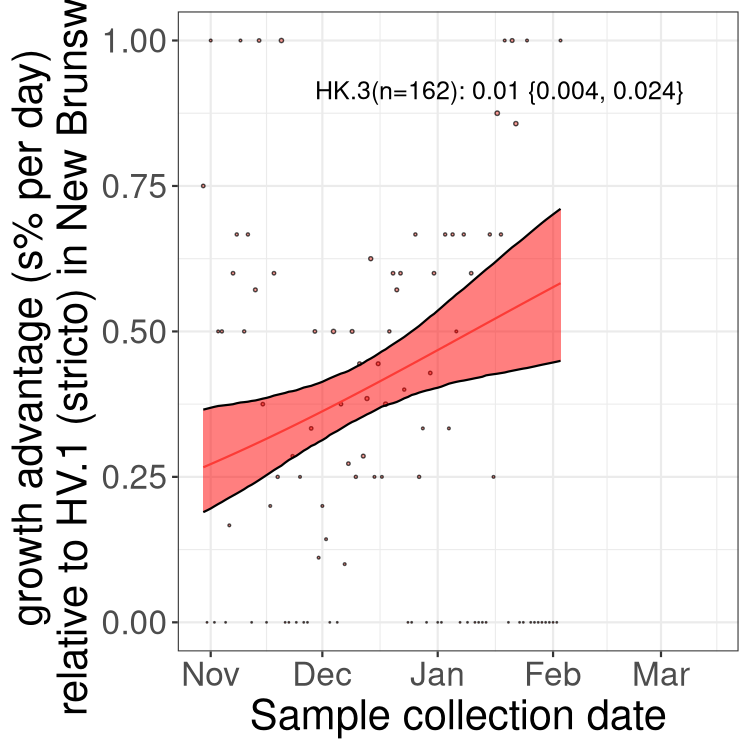 growth advantage (s% per day)
relative to HV.1 (stricto) in New Brunsw
1.00
HK.3(n=162): 0.01 {0.004, 0.024}
0.75
0.50
0.25
0.00
Nov Dec Jan Feb Mar
Sample collection date